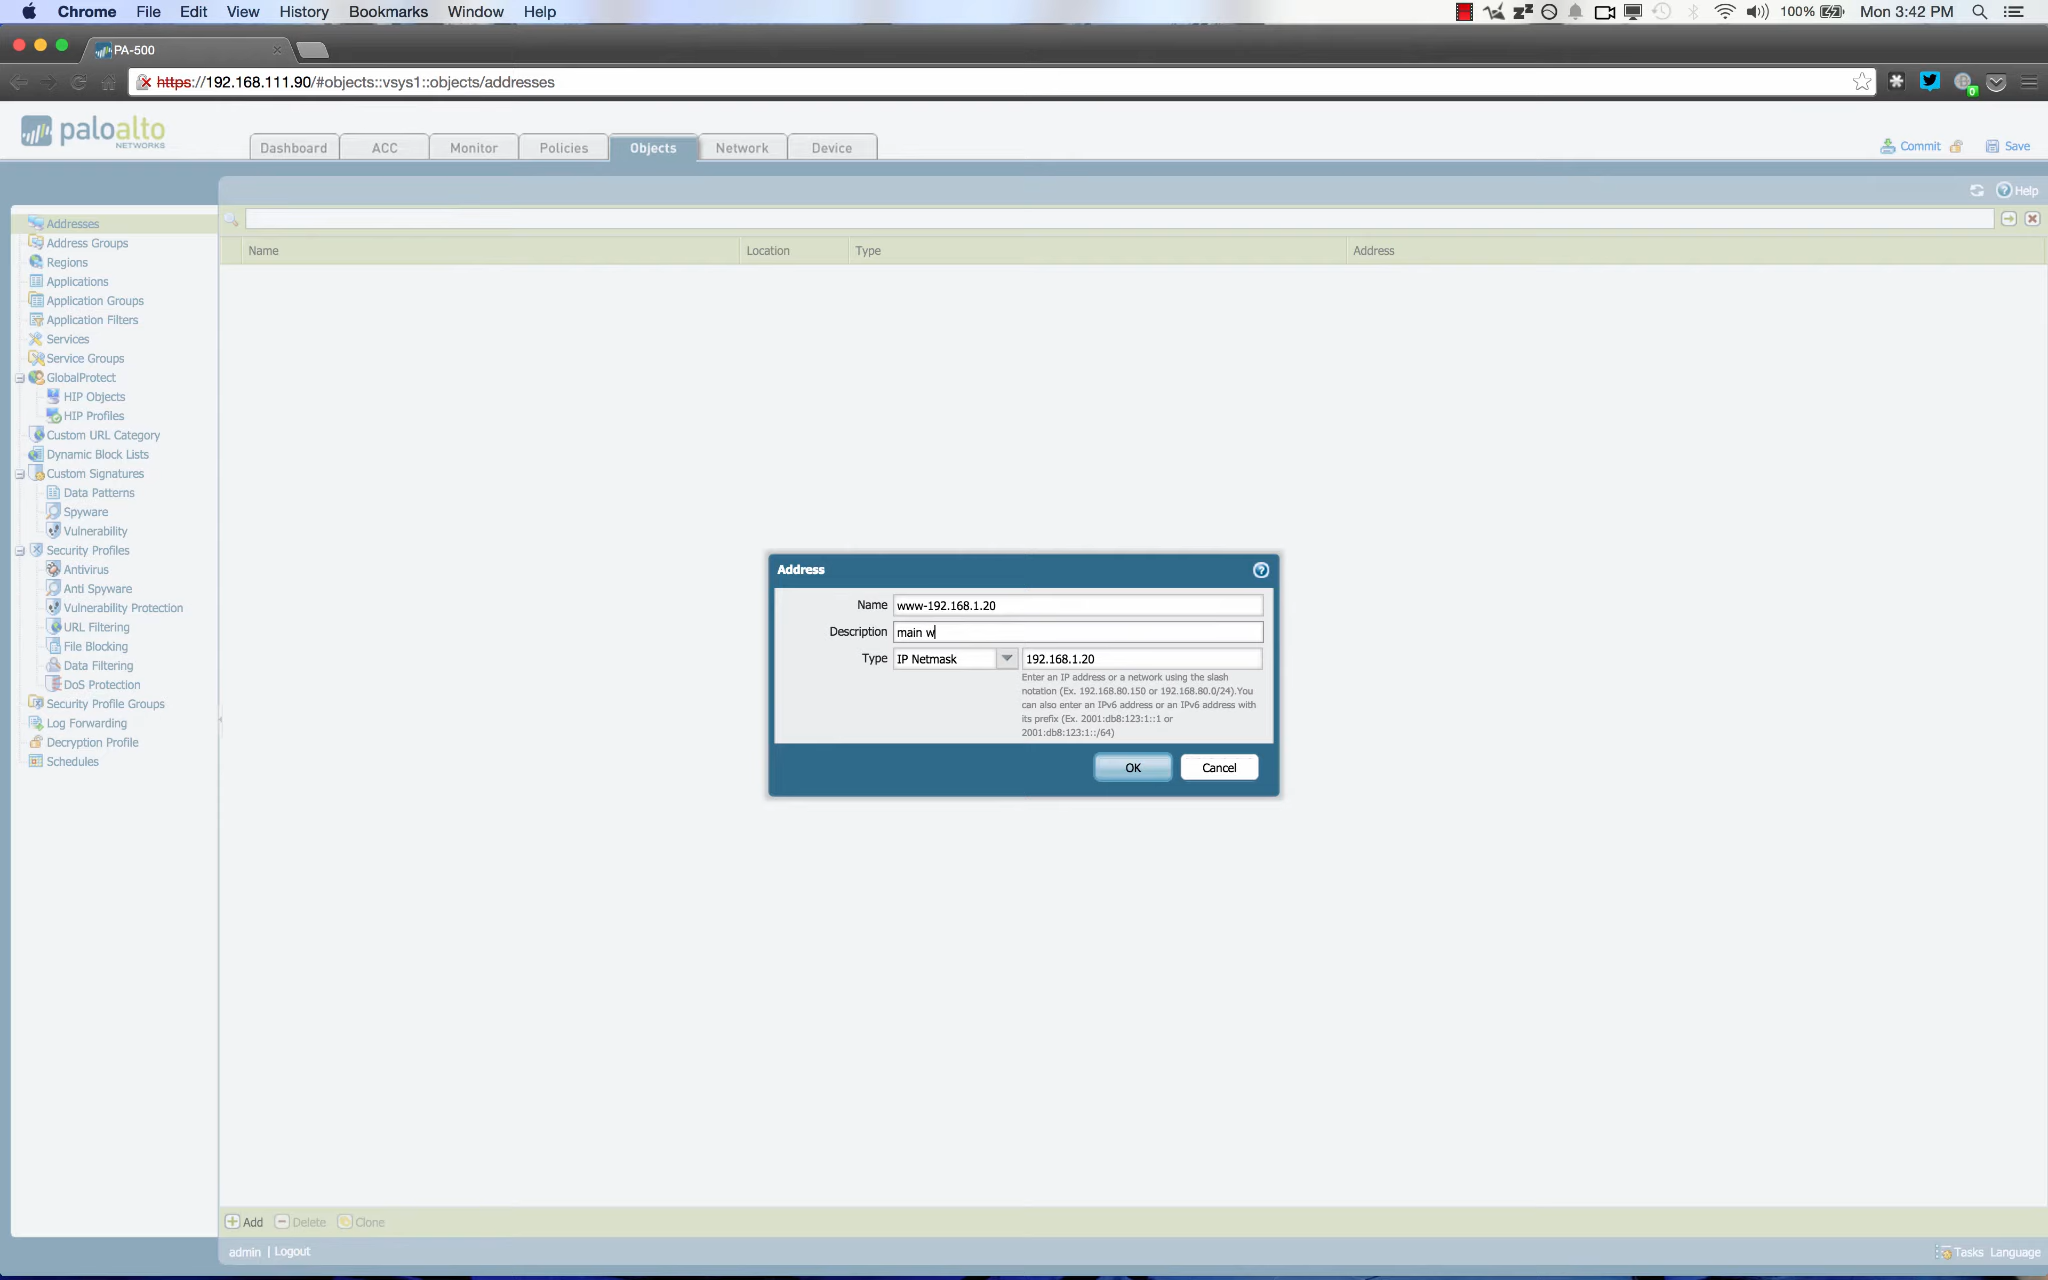 Chrome File Edit View History Bookmarks Window Help 100% Mon 3:42 PM
PA-500
https://192.168.111.90/#objects::vsys1::objects/addresses
0
paloalto
NETWORKS
Dashboard ACC Monitor Policies Objects Network Device
Commit Save
Help
Name Location Type Address
Addresses
Address Groups
Regions
Applications
Application Groups
Application Filters
Services
Service Groups
GlobalProtect
HIP Objects
HIP Profiles
Custom URL Category
Dynamic Block Lists
Custom Signatures
Data Patterns
Spyware
Vulnerability
Security Profiles
Antivirus
Anti Spyware
Vulnerability Protection
URL Filtering
File Blocking
Data Filtering
DoS Protection
Security Profile Groups
Log Forwarding
Decryption Profile
Schedules
Address
Name www-192.168.1.20
Description main w
Type IP Netmask 192.168.1.20
Enter an IP address or a network using the slash
notation (Ex. 192.168.80.150 or 192.168.80.0/24).You
can also enter an IPv6 address or an IPv6 address with
its prefix (Ex. 2001:db8:123:1::1 or
2001:db8:123:1::/64)
OK Cancel
Add Delete Clone
admin | Logout
Tasks Language